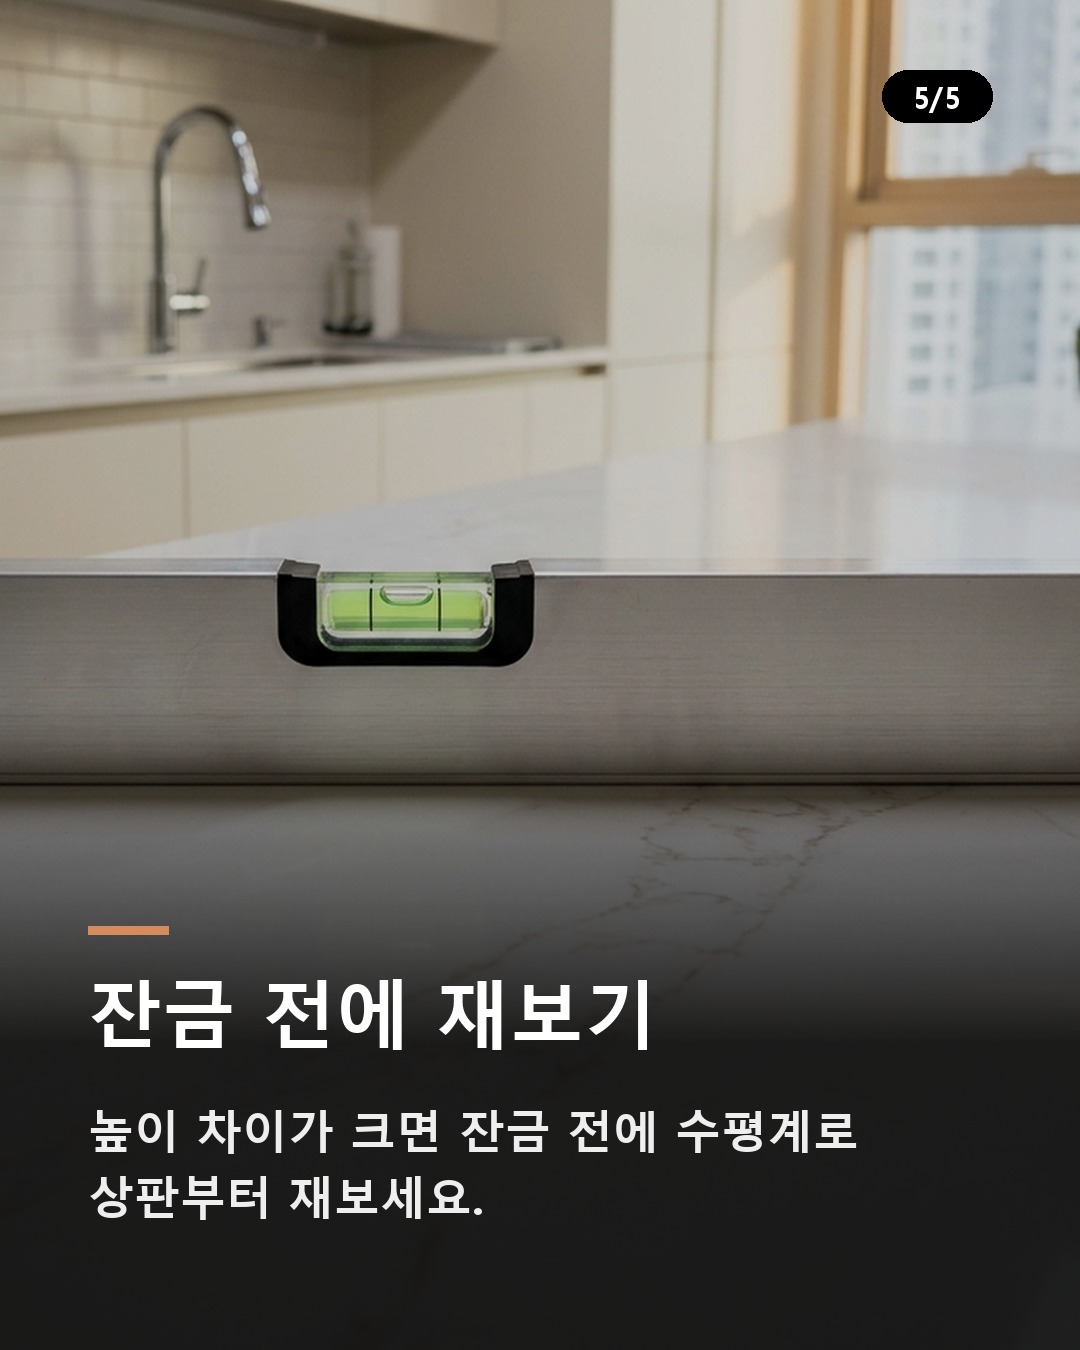 5/5
잔금 전에 재보기
높이 차이가 크면 잔금 전에 수평계로
상판부터 재보세요.